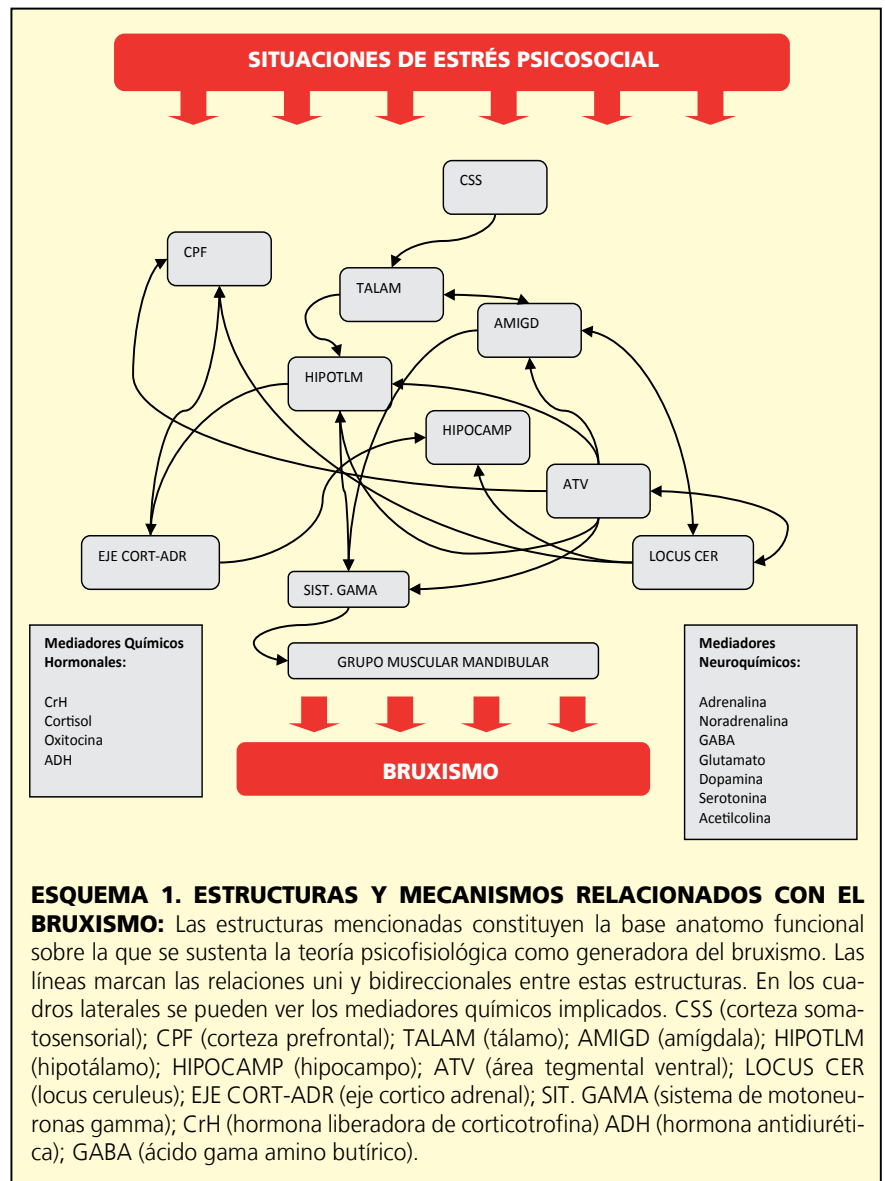 SITUACIONES DE ESTRÉS PSICOSOCIAL
CSS
CPF
TALAM
AMIGD
HIPOTLM
HIPOCAMP
ATV
EJE CORT-ADR
LOCUS CER
SIST. GAMA
GRUPO MUSCULAR MANDIBULAR
Mediadores Químicos
Hormonales:
CrH
Cortisol
Oxitocina
ADH
Mediadores
Neuroquímicos:
Adrenalina
Noradrenalina
GABA
Glutamato
Dopamina
Serotonina
Acetilcolina
BRUXISMO
ESQUEMA 1. ESTRUCTURAS Y MECANISMOS RELACIONADOS CON EL
BRUXISMO: Las estructuras mencionadas constituyen la base anatomo funcional
sobre la que se sustenta la teoría psicofisiológica como generadora del bruxismo. Las
líneas marcan las relaciones uni y bidireccionales entre estas estructuras. En los cua-
dros laterales se pueden ver los mediadores químicos implicados. CSS (corteza soma-
tosensorial); CPF (corteza prefrontal); TALAM (tálamo); AMIGD (amígdala); HIPOTLM
(hipotálamo); HIPOCAMP (hipocampo); ATV (área tegmental ventral); LOCUS CER
(locus ceruleus); EJE CORT-ADR (eje cortico adrenal); SIT. GAMA (sistema de motoneu-
ronas gamma); CrH (hormona liberadora de corticotrofina) ADH (hormona antidiuréti-
ca); GABA (ácido gama amino butírico).